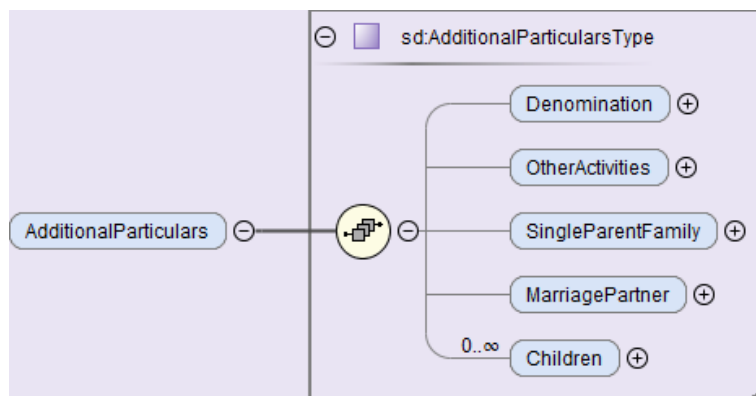 sd:AdditionalParticularsType
Denomination
OtherActivities
AdditionalParticulars
SingleParentFamily
MarriagePartner
0..∞
Children